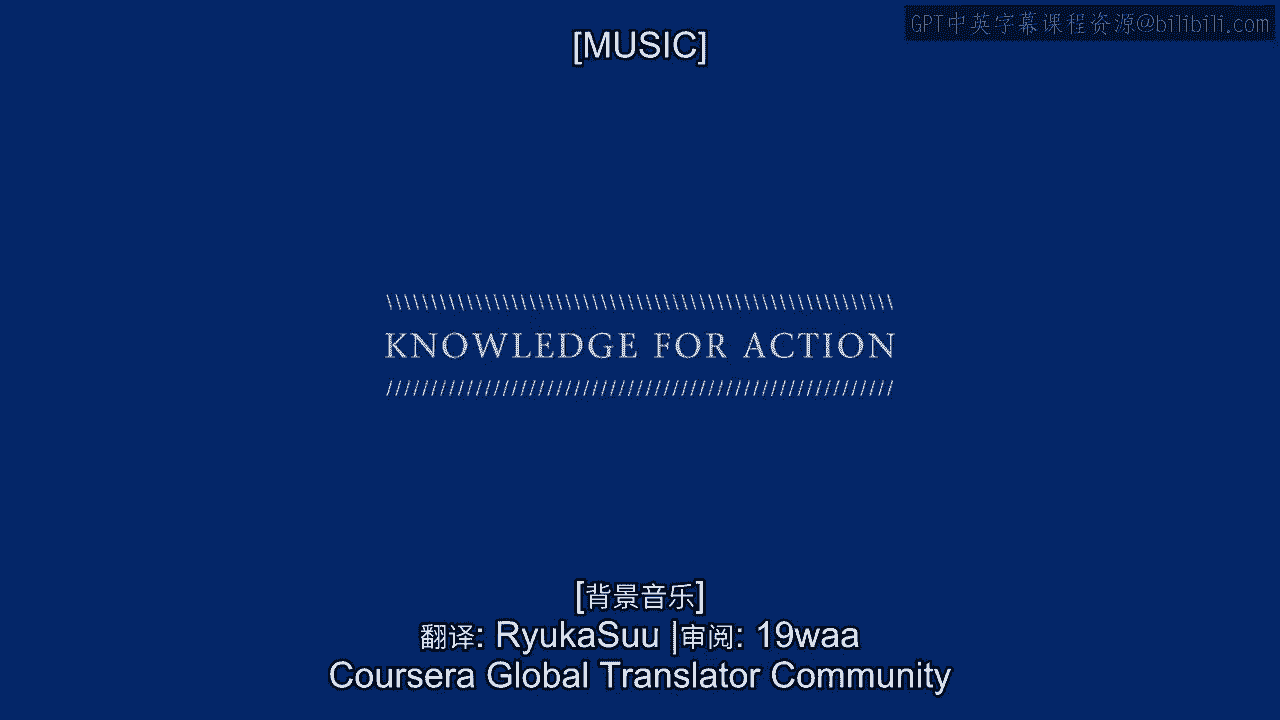 GPT中英字幕课程资源@bilibili.com
[MUSIC]
KNOWLEDGE FOR ACTION
[背景音乐]
翻译: RyukaSuu |审阅: 19waa
Coursera Global Translator Community